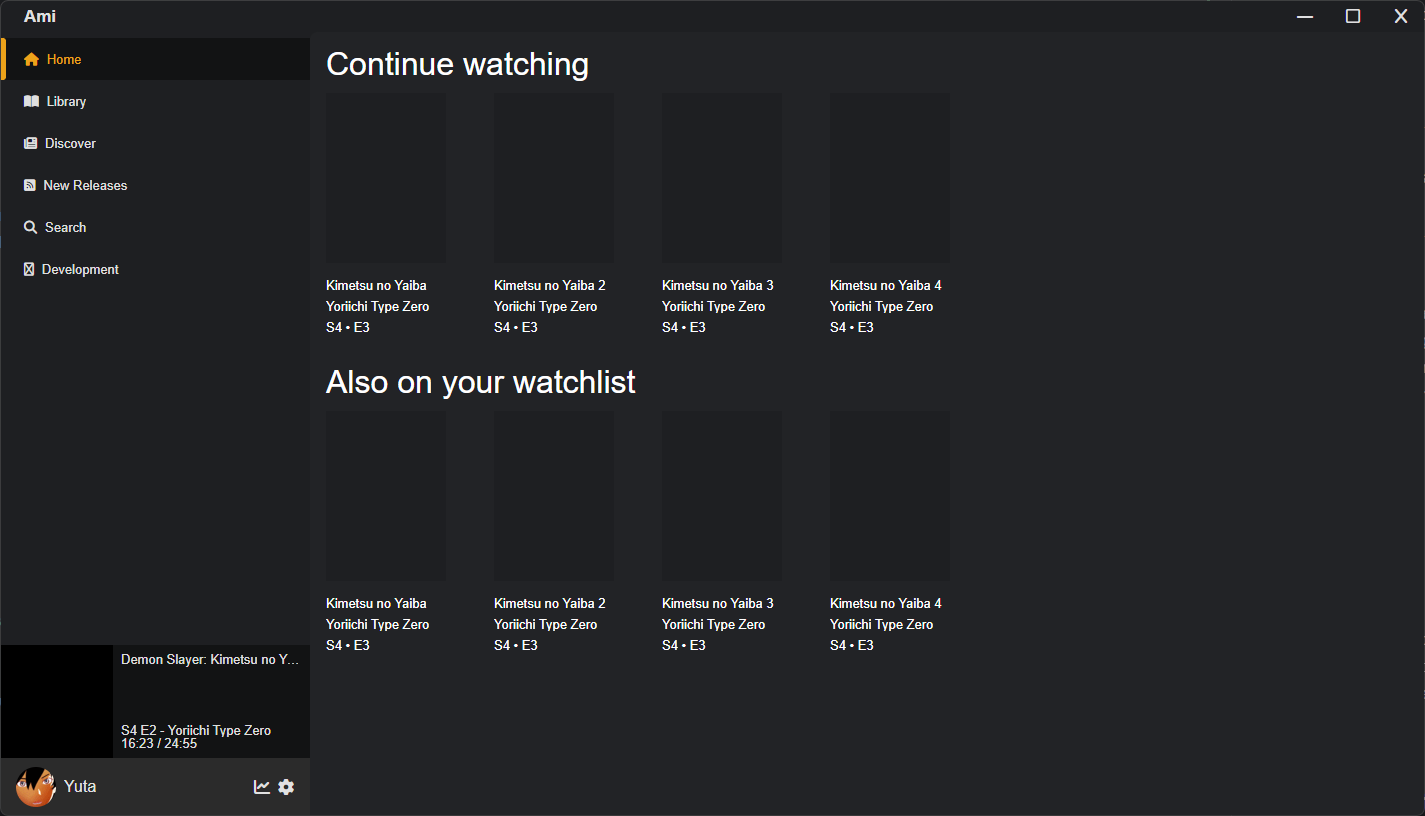 Ami
Home
Library
Discover
New Releases
Search
Development
Demon Slayer: Kimetsu no Y...
S4 E2 - Yoriichi Type Zero
16:23 / 24:55
Yuta
Continue watching
Kimetsu no Yaiba
Yoriichi Type Zero
S4 • E3
Kimetsu no Yaiba 2
Yoriichi Type Zero
S4 • E3
Kimetsu no Yaiba 3
Yoriichi Type Zero
S4 • E3
Kimetsu no Yaiba 4
Yoriichi Type Zero
S4 • E3
Also on your watchlist
Kimetsu no Yaiba
Yoriichi Type Zero
S4 • E3
Kimetsu no Yaiba 2
Yoriichi Type Zero
S4 • E3
Kimetsu no Yaiba 3
Yoriichi Type Zero
S4 • E3
Kimetsu no Yaiba 4
Yoriichi Type Zero
S4 • E3